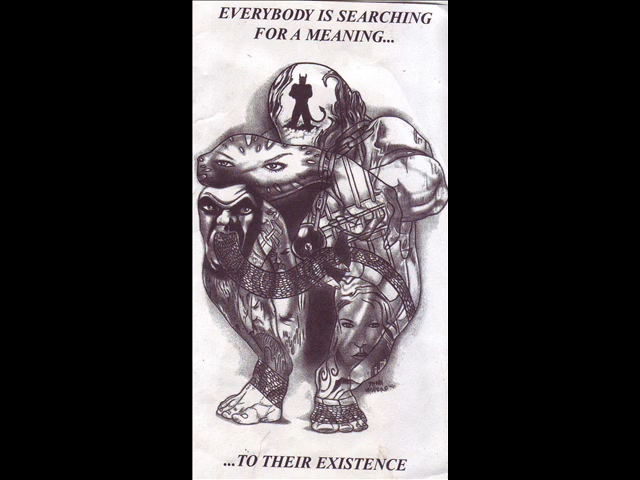 EVERYBODY IS SEARCHING
FOR A MEANING...
...TO THEIR EXISTENCE